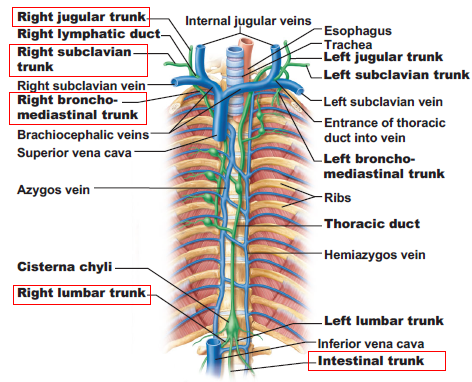 Right jugular trunk
Internal jugular veins
Right lymphatic duct
Right subclavian
trunk
Right subclavian vein
Right broncho-
mediastinal trunk
Brachiocephalic veins
Superior vena cava
Azygos vein
Cisterna chyli
Right lumbar trunk
Esophagus
Trachea
Left jugular trunk
Left subclavian trunk
Left subclavian vein
Entrance of thoracic
duct into vein
Left broncho-
mediastinal trunk
Ribs
Thoracic duct
Hemiazygos vein
Left lumbar trunk
Inferior vena cava
Intestinal trunk